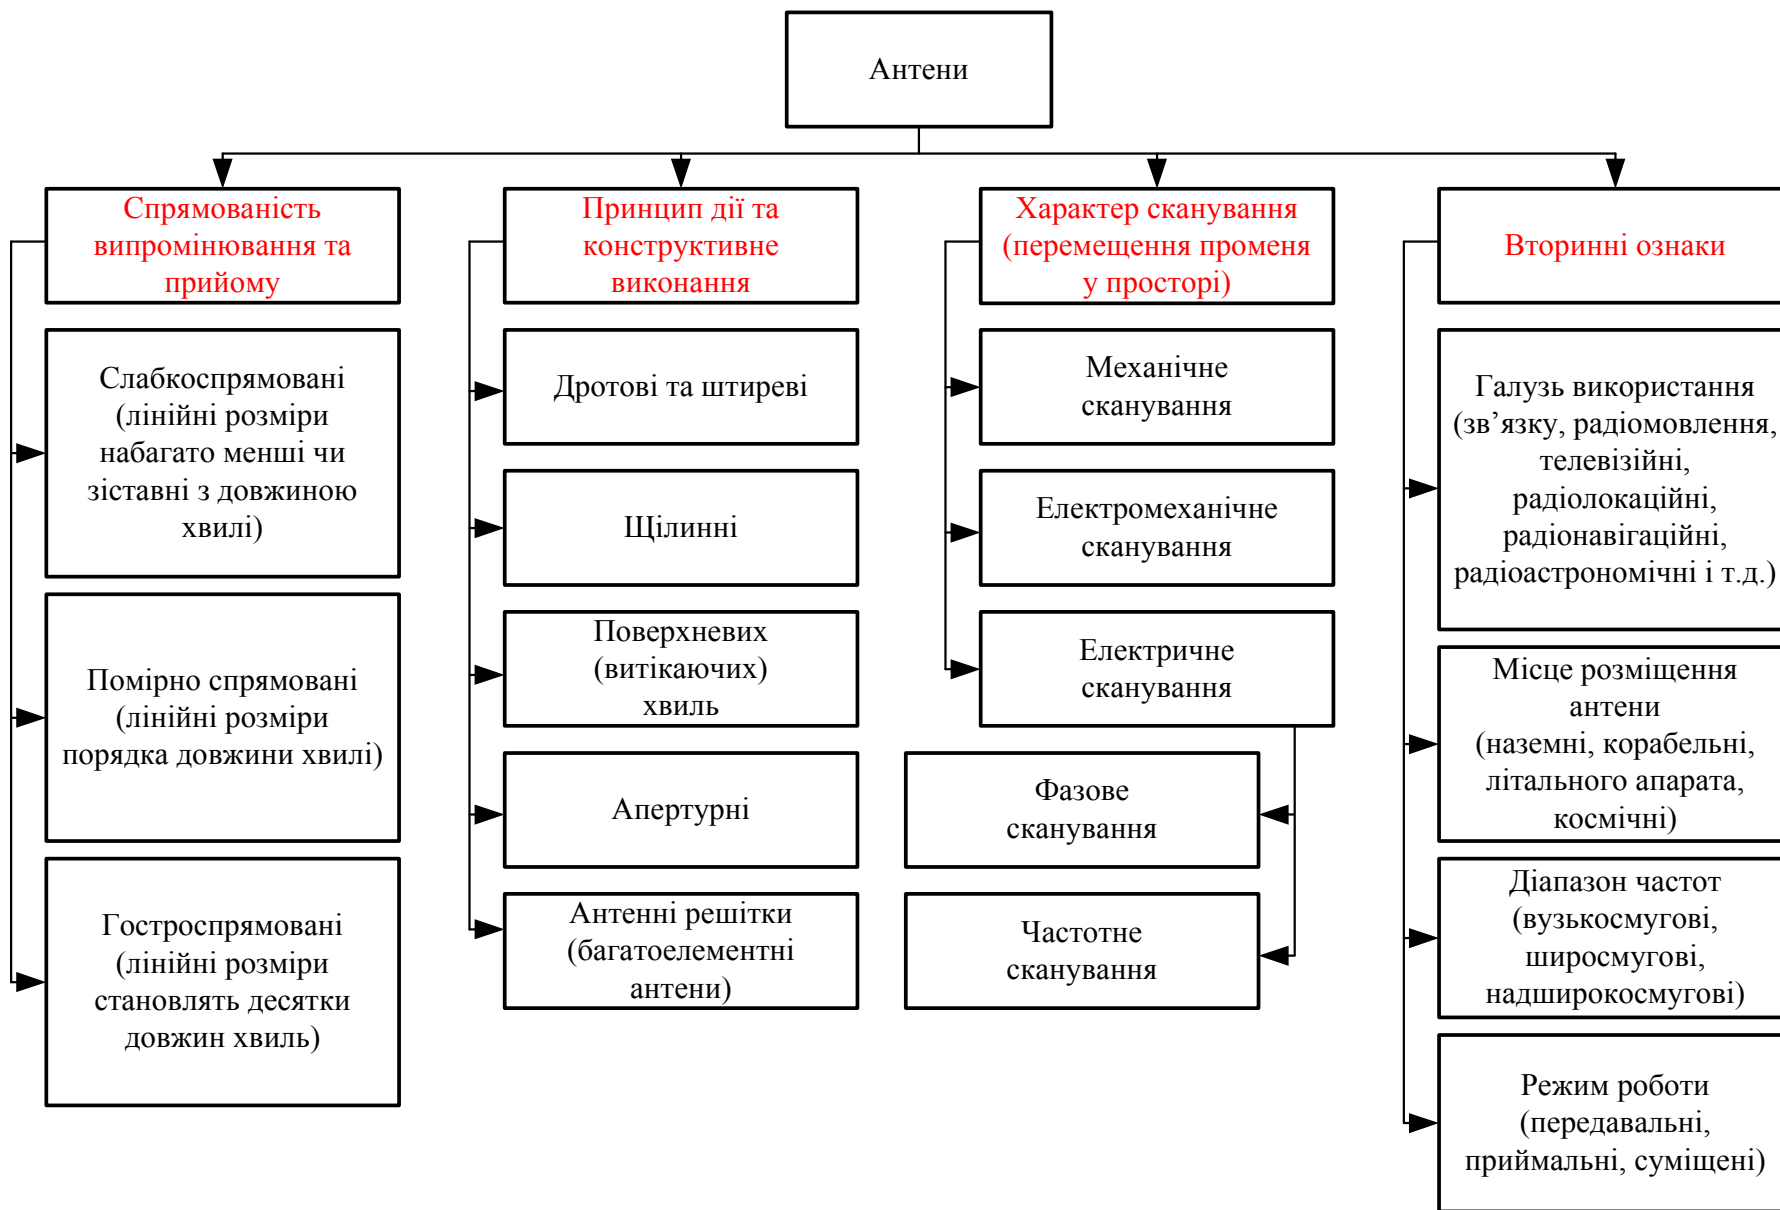 Антени
Спрямованість
випромінювання та
прийому
Слабкоспрямовані
(лінійні розміри
набагато менші чи
зіставні з довжиною
хвилі)
Помірно спрямовані
(лінійні розміри
порядка довжини хвилі)
Гостроспрямовані
(лінійні розміри
становлять десятки
довжин хвиль)
Принцип дії та
конструктивне
виконання
Дротові та штиреві
Щілинні
Поверхневих
(витікаючих)
хвиль
Апертурні
Антенні решітки
(багатоелементні
антени)
Характер сканування
(перемещення променя
у просторі)
Механічне
сканування
Електромеханічне
сканування
Електричне
сканування
Фазове
сканування
Частотне
сканування
Вторинні ознаки
Галузь використання
(зв’язку, радіомовлення,
телевізійні,
радіолокаційні,
радіонавігаційні,
радіоастрономічні і т.д.)
Місце розміщення
антени
(наземні, корабельні,
літального апарата,
космічні)
Діапазон частот
(вузькосмугові,
широсмугові,
надширокосмугові)
Режим роботи
(передавальні,
приймальні, суміщені)